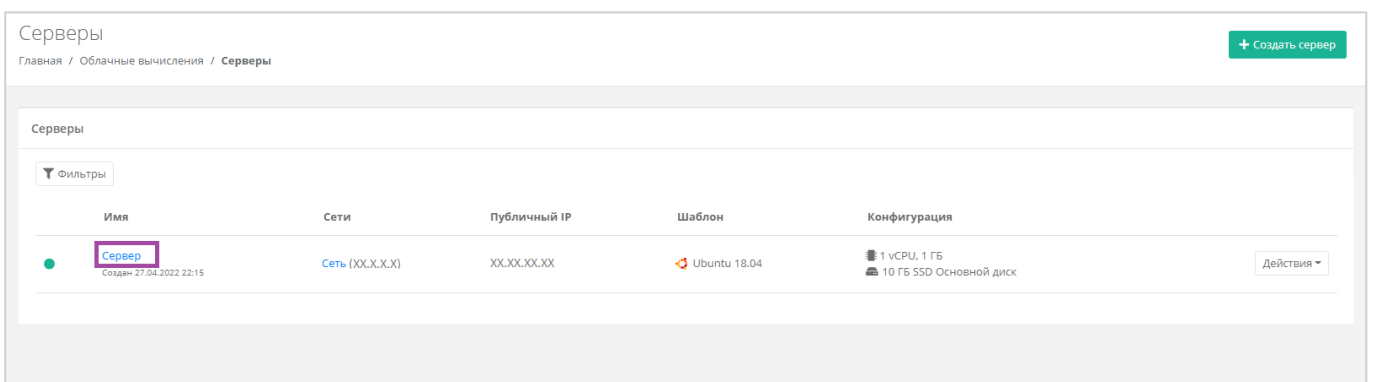 Серверы
+ Создать сервер
Главная / Облачные вычисления / Серверы
Серверы
Фильтры
Имя Сети Публичный IP Шаблон Конфигурация
Сервер
Создан 27.04.2022 22:15
Сеть (XX.X.X.X)
XX.XX.XX.XX
Ubuntu 18.04
1 vCPU, 1 ГБ
10 ГБ SSD Основной диск
Действия